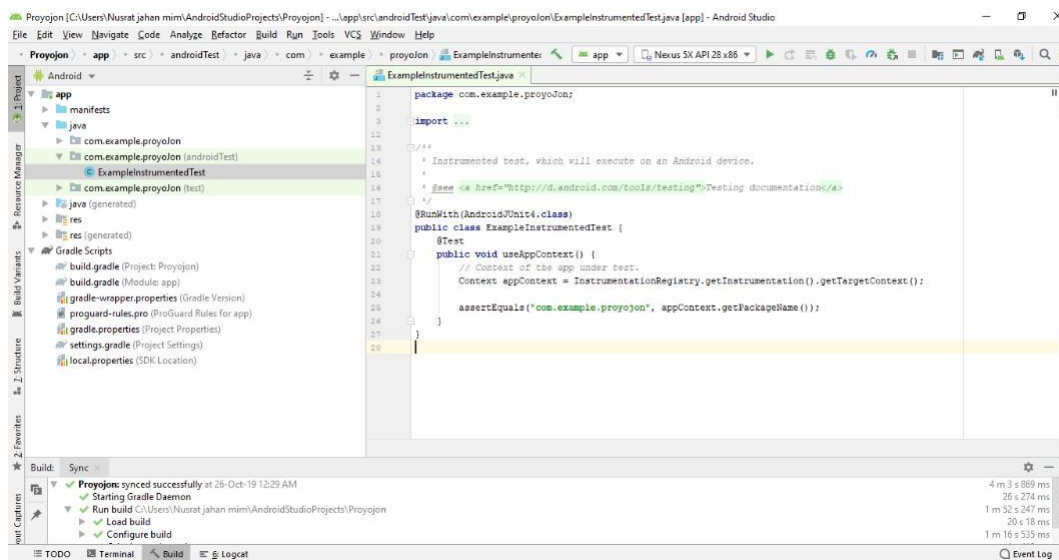 Proyojon [C:\Users\Nusrat jahan mim\AndroidStudioProjects\Proyojon] - ...\app\src\androidTest\java\com\example\proyoJon\ExampleInstrumentedTest.java [app] - Android Studio
File Edit View Navigate Code Analyze Refactor Build Run Tools VCS Window Help
Proyojon app src androidTest java com example proyoJon ExampleInstrumentec app Nexus 5X API 28 x86
Android
ExampleInstrumentedTest.java
1: Project
Resource Manager
Build Variants
7: Structure
2: Favorites
out Captures
app
manifests
java
com.example.proyoJon
com.example.proyoJon (androidTest)
ExampleInstrumentedTest
com.example.proyoJon (test)
java (generated)
res
res (generated)
Gradle Scripts
build.gradle (Project: Proyojon)
build.gradle (Module: app)
gradle-wrapper.properties (Gradle Version)
proguard-rules.pro (ProGuard Rules for app)
gradle.properties (Project Properties)
settings.gradle (Project Settings)
local.properties (SDK Location)
1 package com.example.proyoJon;
2
3 import ...
12
13 /**
14 * Instrumented test, which will execute on an Android device.
15 *
16 * @see <a href="http://d.android.com/tools/testing">Testing documentation</a>
17 */
18 @RunWith(AndroidJUnit4.class)
19 public class ExampleInstrumentedTest {
20 @Test
21 public void useAppContext() {
22 // Context of the app under test.
23 Context appContext = InstrumentationRegistry.getInstrumentation().getTargetContext();
24
25 assertEquals("com.example.proyojon", appContext.getPackageName());
26 }
27 }
28
Build: Sync
Proyojon: synced successfully at 26-Oct-19 12:29 AM 4 m 3 s 869 ms
Starting Gradle Daemon 26 s 274 ms
Run build C:\Users\Nusrat jahan mim\AndroidStudioProjects\Proyojon 1 m 52 s 247 ms
Load build 20 s 18 ms
Configure build 1 m 16 s 535 ms
TODO Terminal Build 6: Logcat Event Log